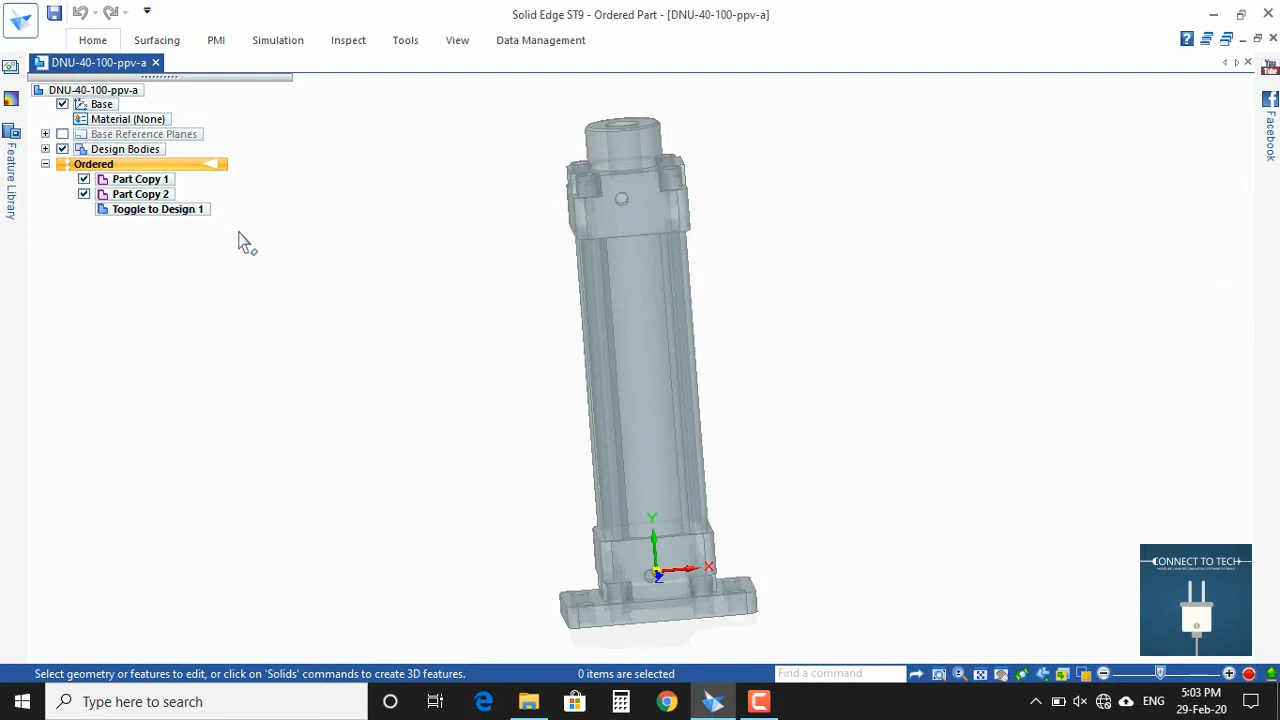 Solid Edge ST9 - Ordered Part - [DNU-40-100-ppv-a]
Home Surfacing PMI Simulation Inspect Tools View Data Management
DNU-40-100-ppv-a
DNU-40-100-ppv-a
Base
Material (None)
Base Reference Planes
Design Bodies
Ordered
Part Copy 1
Part Copy 2
Toggle to Design 1
Feature Library
You Tube
Facebook
Y
X
Z
CONNECT TO TECH
Select geometry or features to edit, or click on 'Solids' commands to create 3D features. 0 items are selected Find a command
Type here to search
ENG
5:03 PM
29-Feb-20